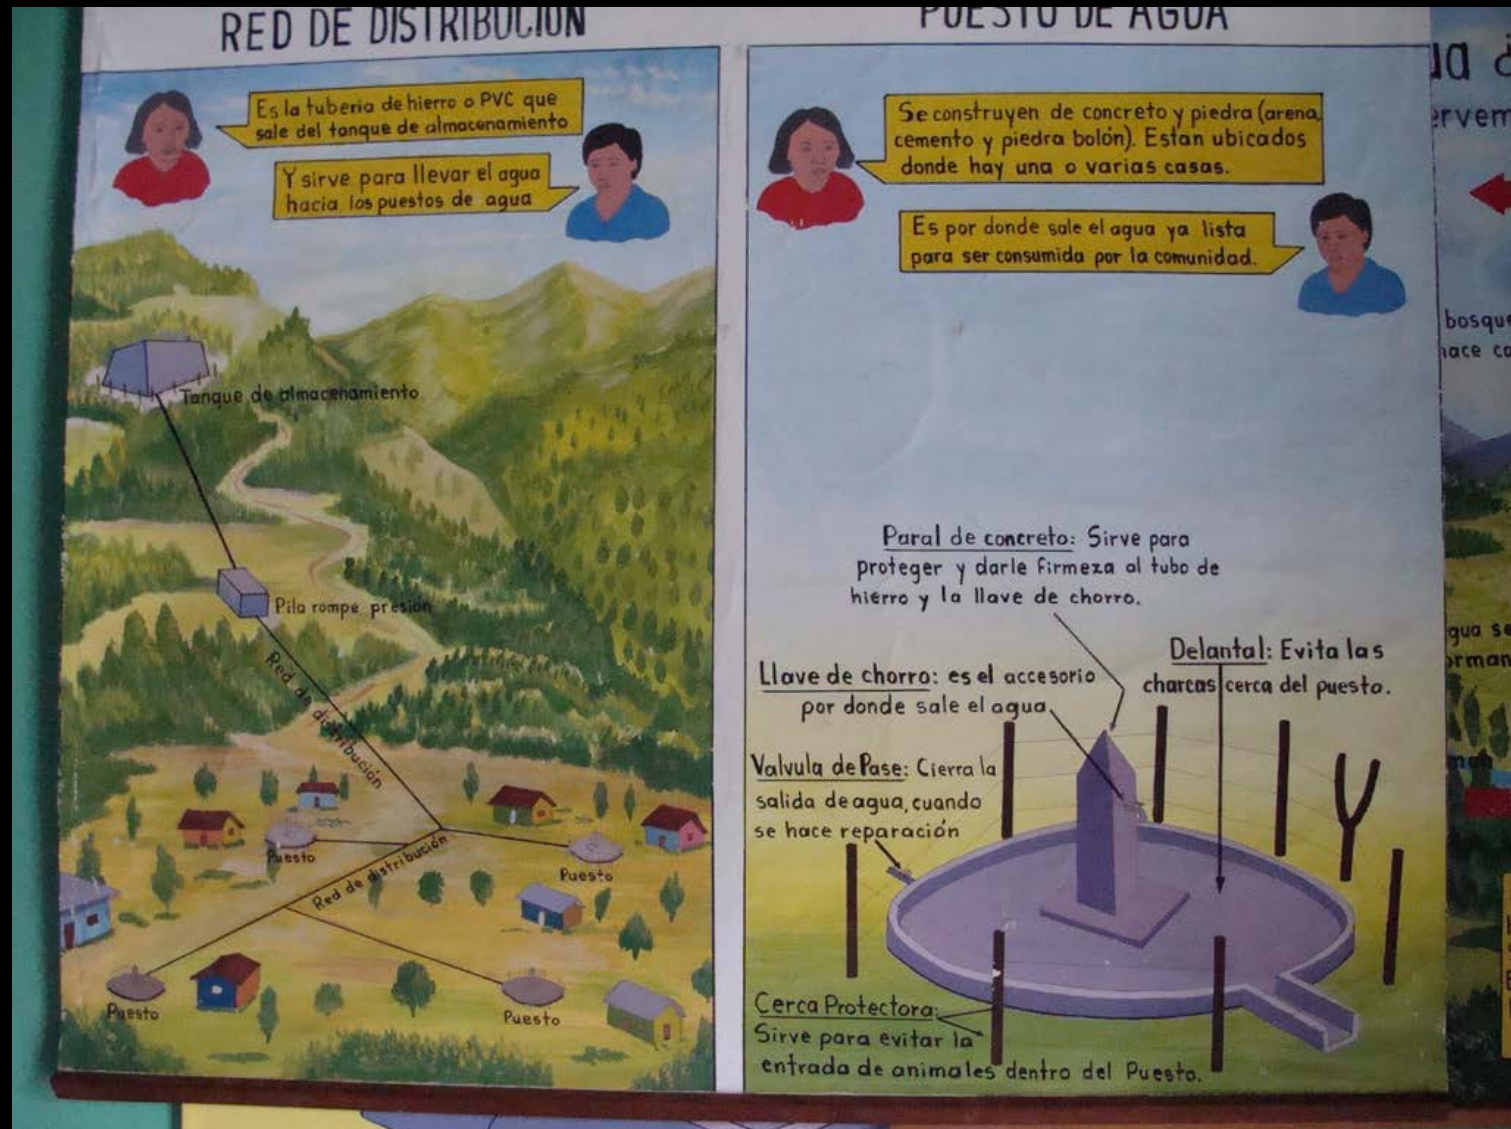 RED DE DISTRIBUCION
Es la tuberia de hierro o PVC que
sale del tanque de almacenamiento
Y sirve para llevar el agua
hacia los puestos de agua
Tanque de almacenamiento
Pila rompe presión
Red de distribución
Red de distribución
Puesto
Puesto
Puesto
Puesto
PUESTO DE AGUA
Se construyen de concreto y piedra (arena,
cemento y piedra bolón). Estan ubicados
donde hay una o varias casas.
Es por donde sale el agua ya lista
para ser consumida por la comunidad.
Paral de concreto: Sirve para
proteger y darle firmeza al tubo de
hierro y la llave de chorro.
Delantal: Evita las
charcas cerca del puesto.
Llave de chorro: es el accesorio
por donde sale el agua
Valvula de Pase: Cierra la
salida de agua, cuando
se hace reparación
Cerca Protectora:
Sirve para evitar la
entrada de animales dentro del Puesto.
bosque
hace
gua se